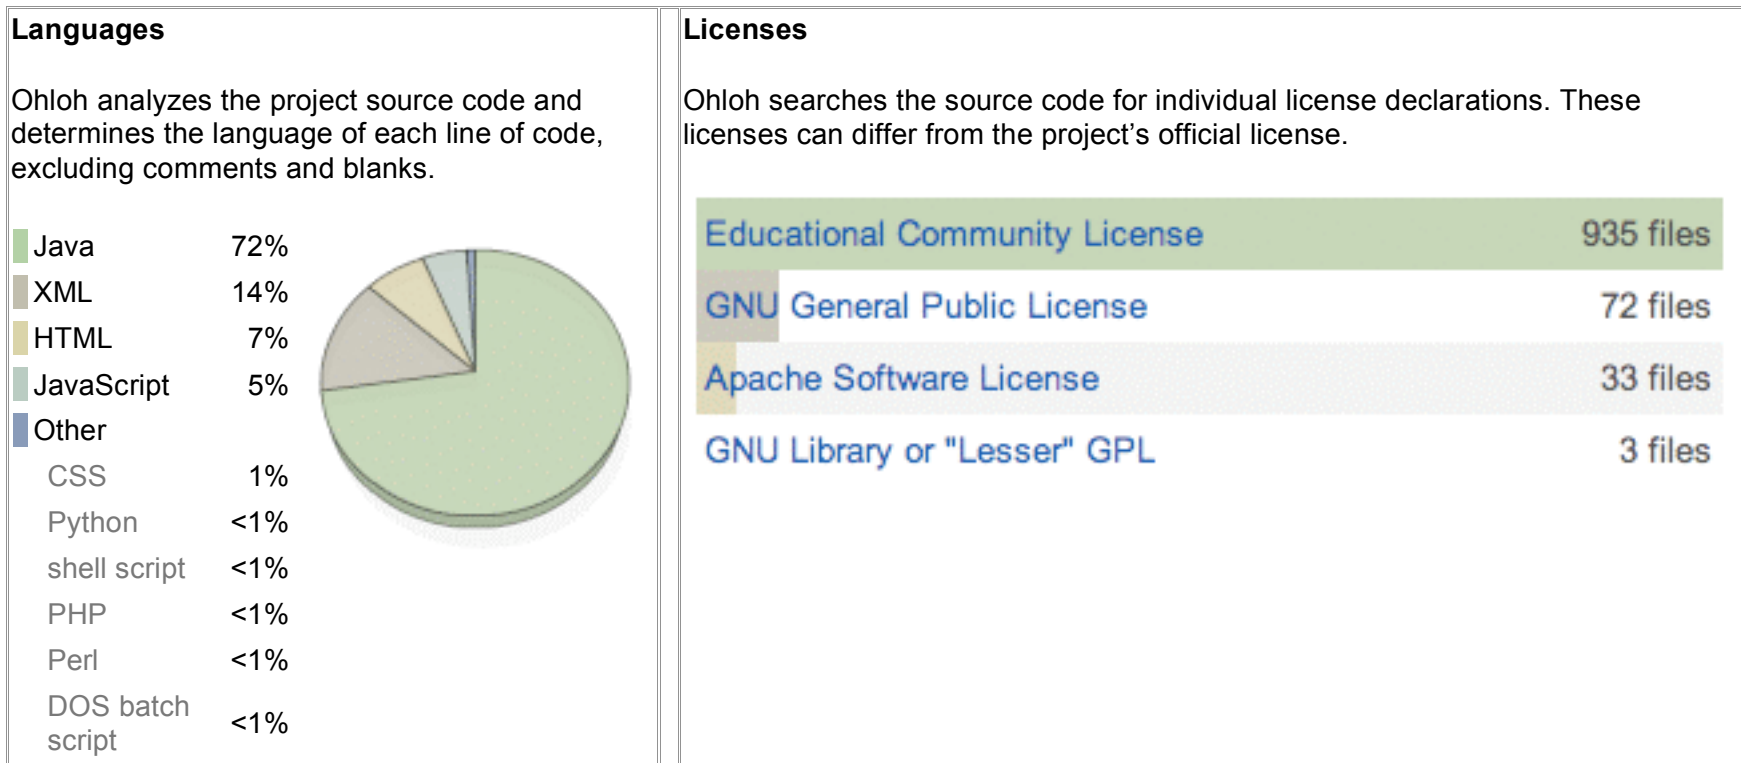 Languages
Ohloh analyzes the project source code and
determines the language of each line of code,
excluding comments and blanks.
Java 72%
XML 14%
HTML 7%
JavaScript 5%
Other
CSS 1%
Python <1%
shell script <1%
PHP <1%
Perl <1%
DOS batch
script <1%
Licenses
Ohloh searches the source code for individual license declarations. These
licenses can differ from the project’s official license.
Educational Community License 935 files
GNU General Public License 72 files
Apache Software License 33 files
GNU Library or "Lesser" GPL 3 files